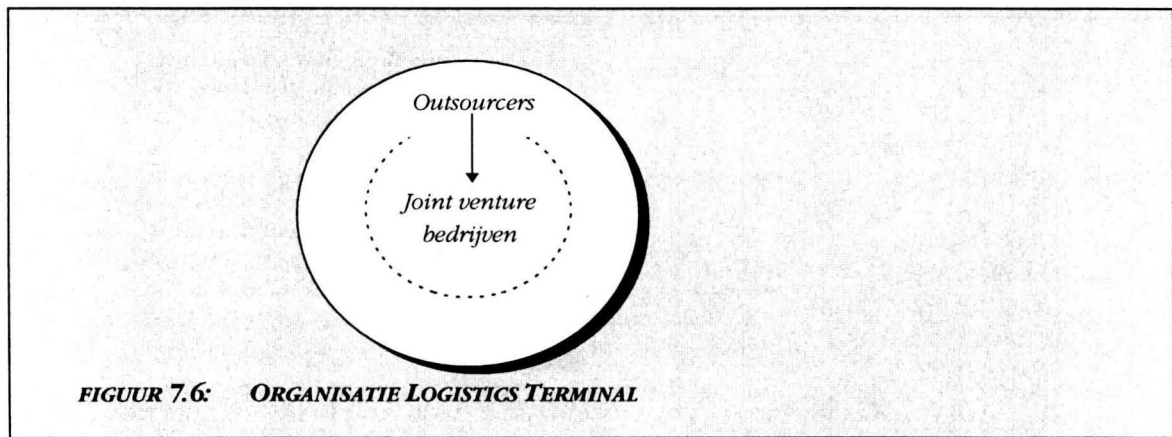 Outsourcers
Joint venture
bedrijven
FIGUUR 7.6: ORGANISATIE LOGISTICS TERMINAL